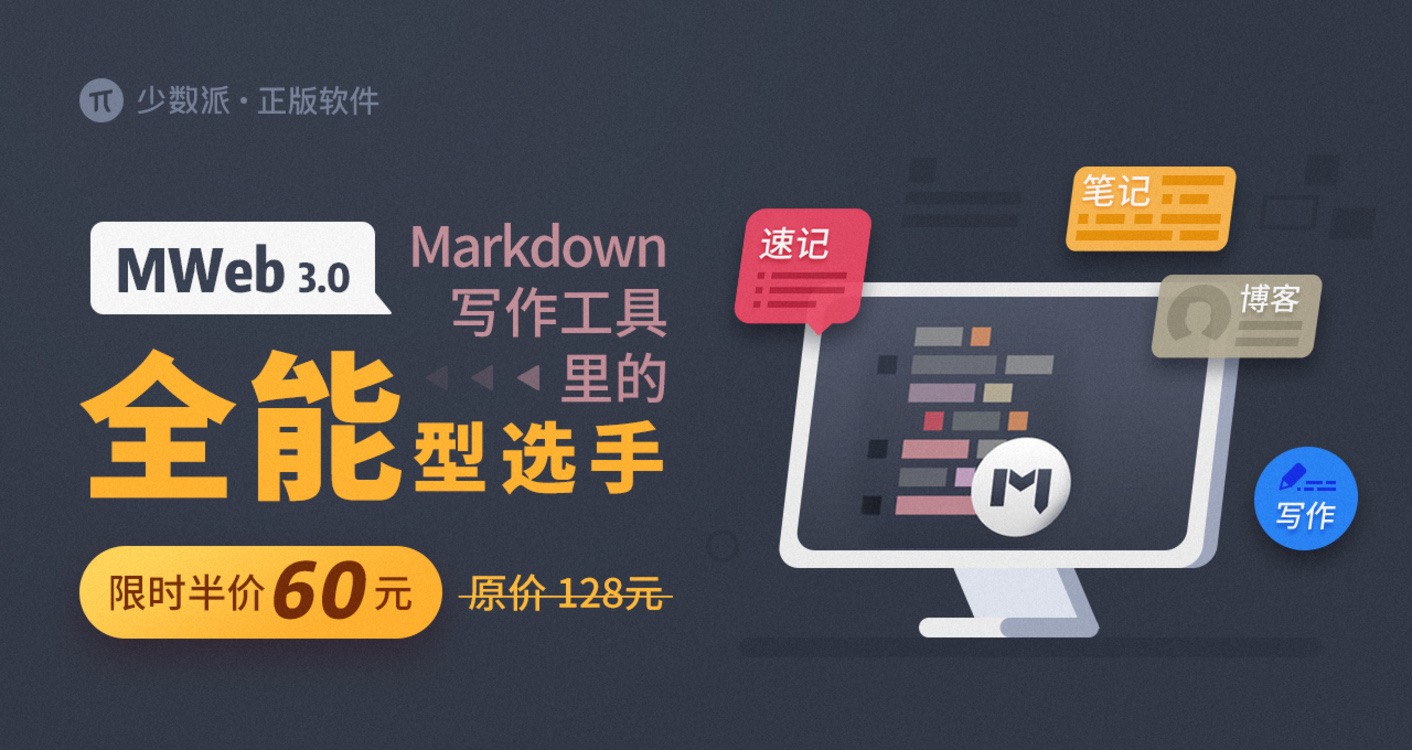 少数派·正版软件
MWeb 3.0
Markdown
写作工具
里的
全能型选手
限时半价60元
原价 128元
速记
笔记
博客
写作